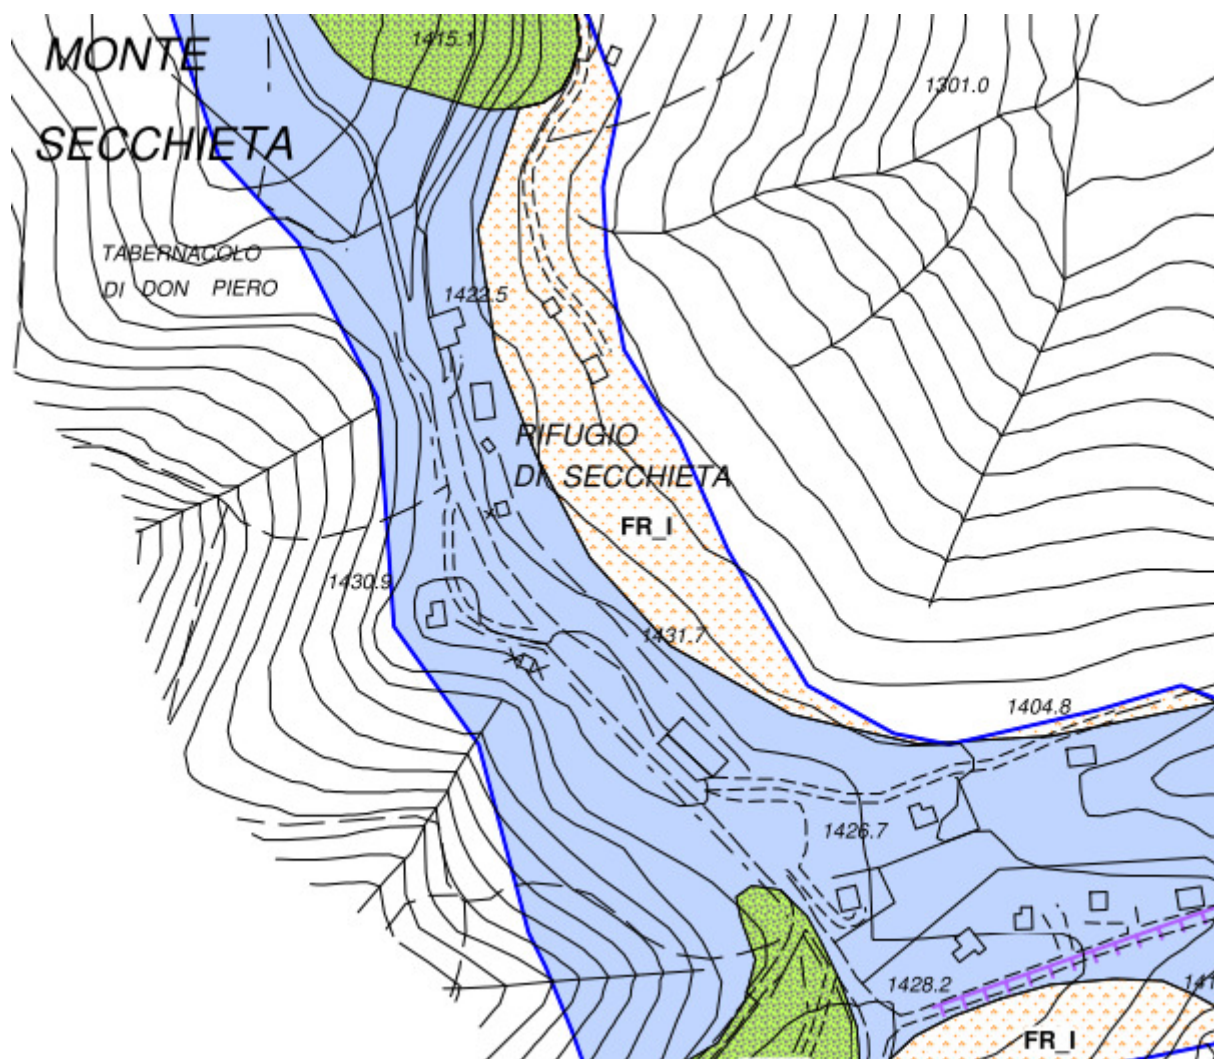 MONTE
SECCHIETA
1415.1
1301.0
TABERNACOLO
DI DON PIERO
1422.5
RIFUGIO
DI SECCHIETA
FR_I
1430.9
1431.7
1404.8
1426.7
1428.2
FR_I